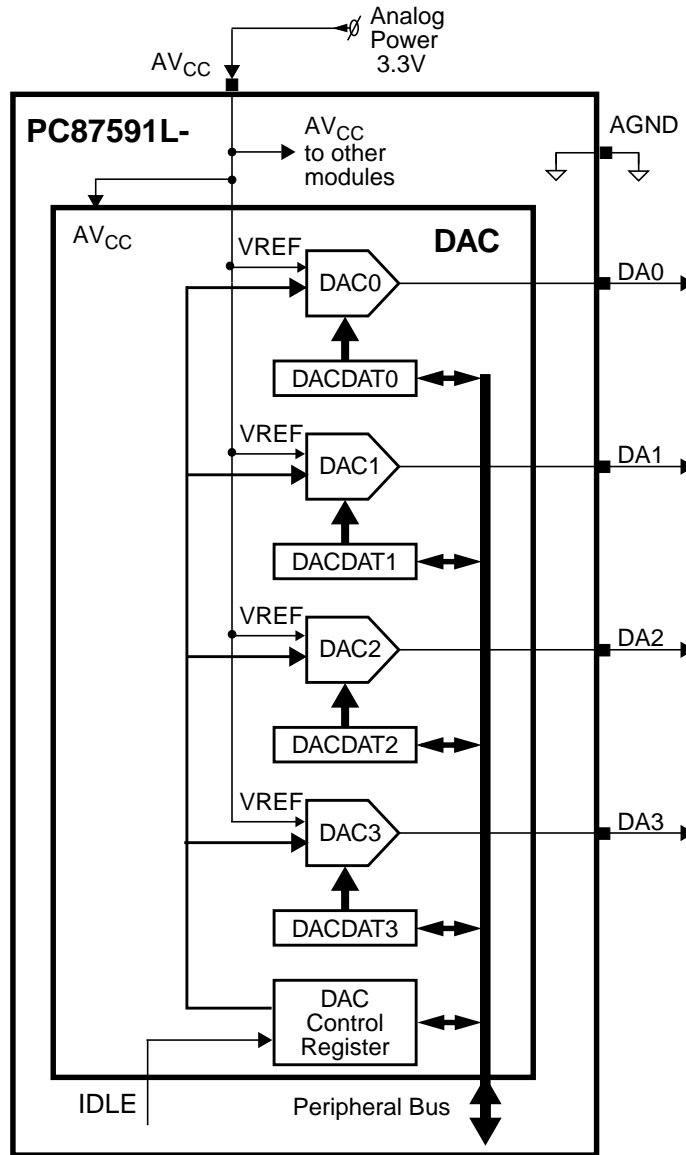 Analog
Power
3.3V
AVCC
PC87591L-
AVCC
to other
modules
AGND
AVCC
DAC
VREF
DAC0
DA0
DACDAT0
VREF
DAC1
DA1
DACDAT1
VREF
DAC2
DA2
DACDAT2
VREF
DAC3
DA3
DACDAT3
DAC
Control
Register
IDLE
Peripheral Bus